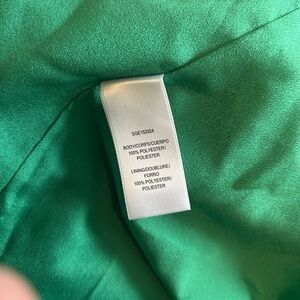 SGE152924
BODY/CORPS/CUERPO
100% POLYESTER/
POLIESTER
LINING/DOUBLURE/
FORRO
100% POLYESTER/
POLIESTER